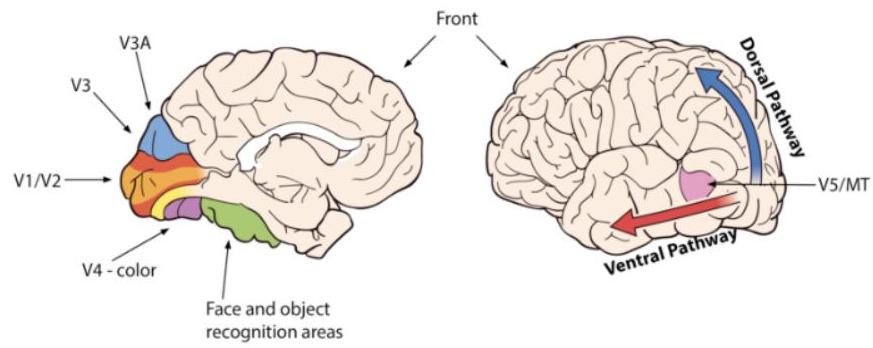 Front
V3A
V3
V1/V2
V4 - color
Face and object
recognition areas
Dorsal Pathway
V5/MT
Ventral Pathway